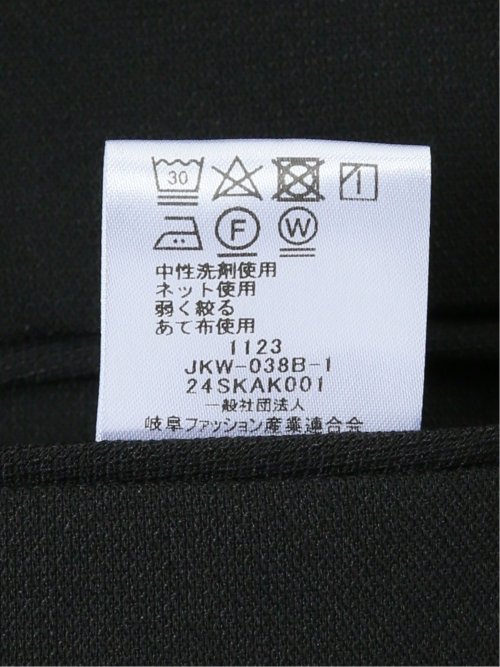 30
F W
中性洗剤使用
ネット使用
弱く絞る
あて布使用
1123
JKW-038B-1
24SKAK001
一般社団法人
岐阜ファッション産業連合会